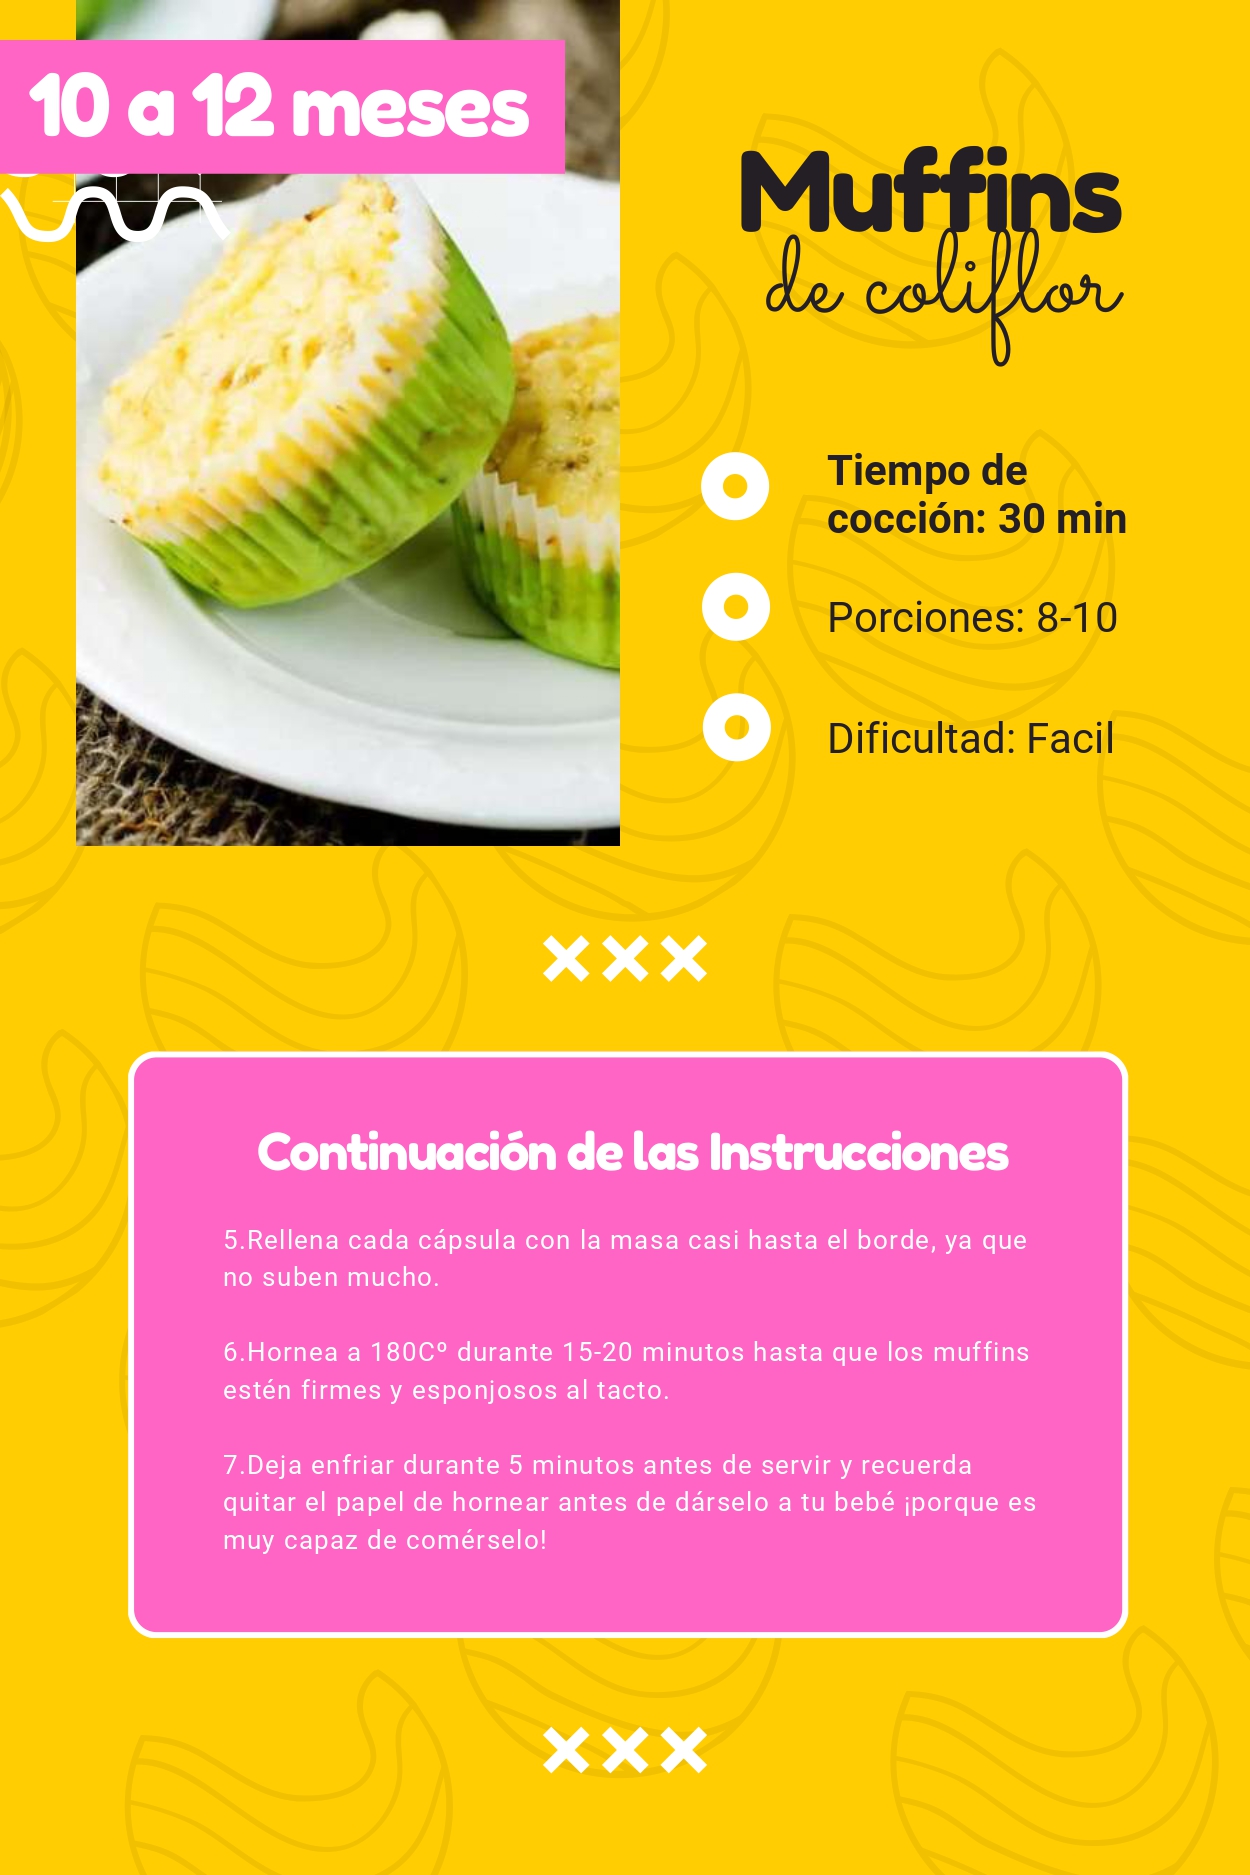 10 a 12 meses
Muffins
de coliflor
Tiempo de
cocción: 30 min
Porciones: 8-10
Dificultad: Facil
Continuación de las Instrucciones
5.Rellena cada cápsula con la masa casi hasta el borde, ya que
no suben mucho.
6.Hornea a 180Cº durante 15-20 minutos hasta que los muffins
estén firmes y esponjosos al tacto.
7.Deja enfriar durante 5 minutos antes de servir y recuerda
quitar el papel de hornear antes de dárselo a tu bebé ¡porque es
muy capaz de comérselo!